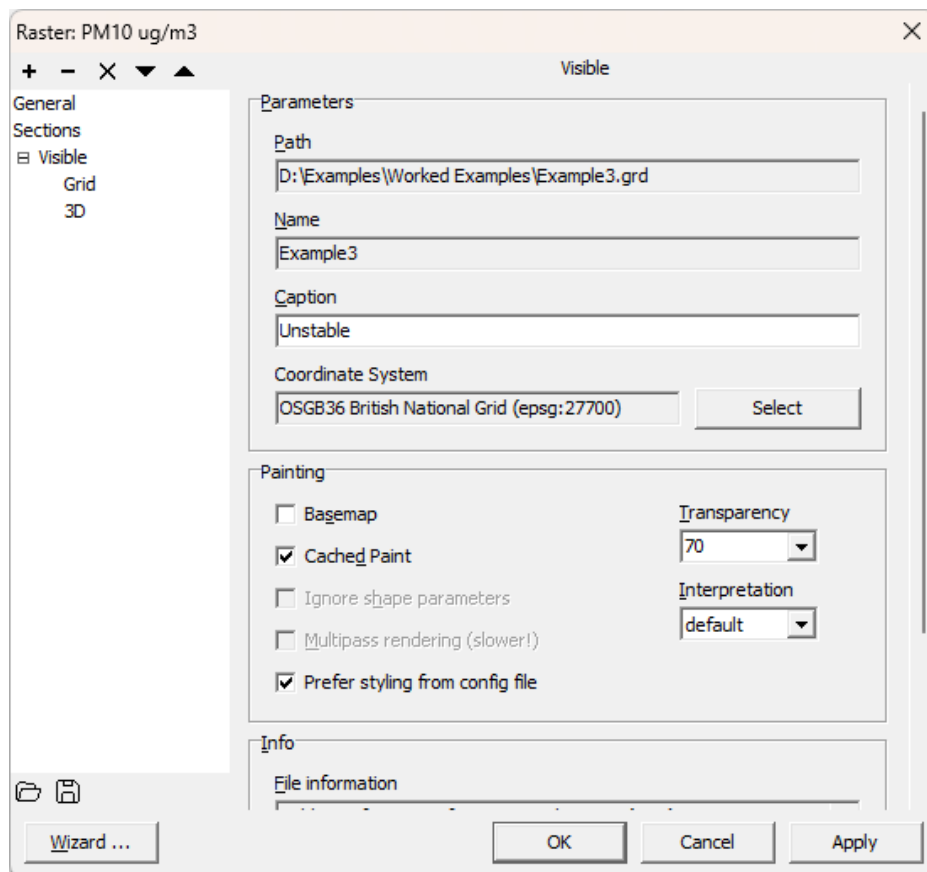 Raster: PM10 ug/m3
Visible
General
Sections
Visible
Grid
3D
Parameters
Path
D:\Examples\Worked Examples\Example3.grd
Name
Example3
Caption
Unstable
Coordinate System
OSGB36 British National Grid (epsg:27700)
Select
Painting
Basemap
Transparency
Cached Paint
70
Ignore shape parameters
Interpretation
Multipass rendering (slower!)
default
Prefer styling from config file
Info
File information
Wizard ...
OK
Cancel
Apply